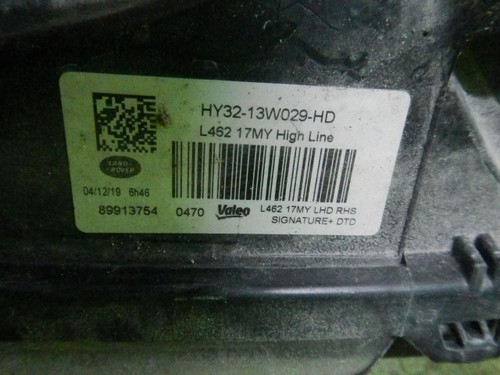 HY32-13W029-HD
L462 17MY High Line
LAND-
ROVER
04/12/19 6h46
89913754 0470 Valeo L462 17MY LHD RHS
SIGNATURE+ DTD